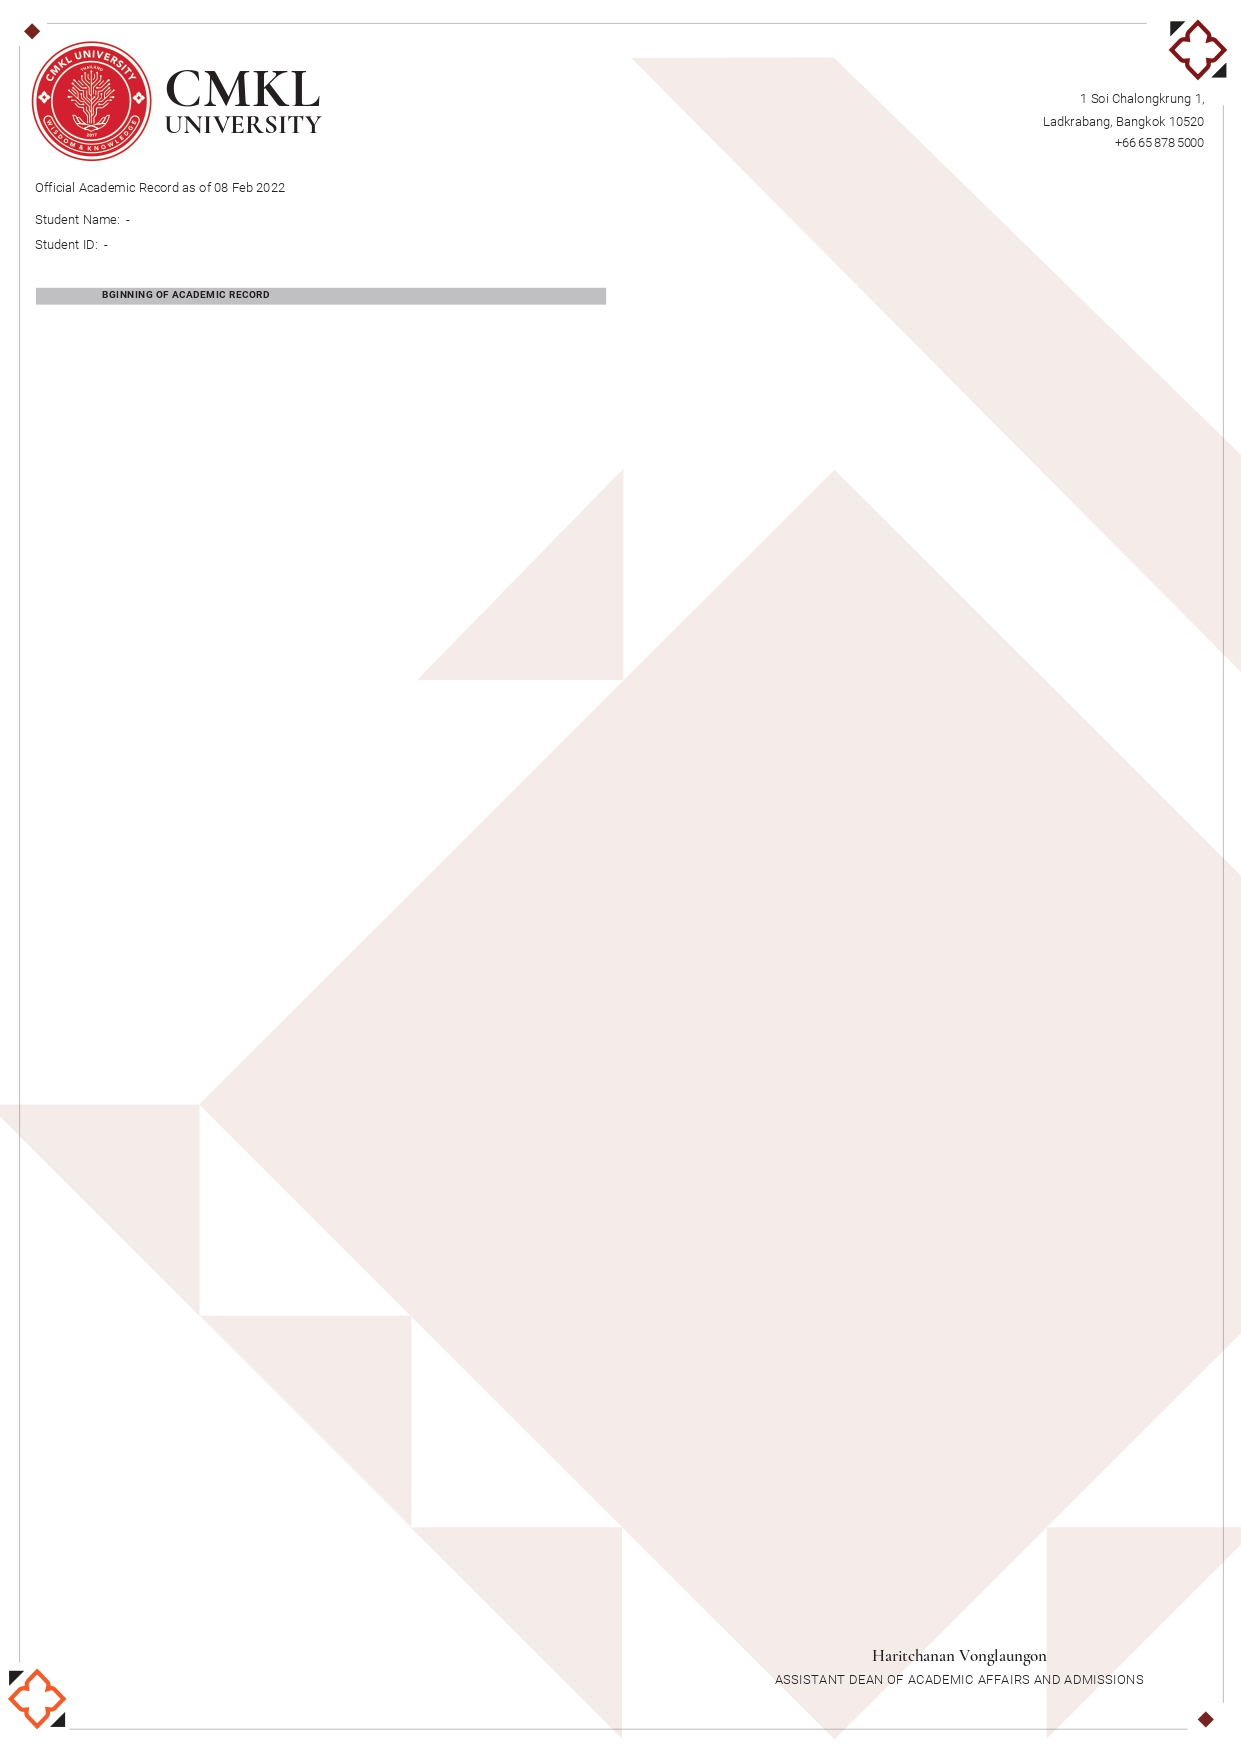 CMKL UNIVERSITY
THAILAND
2017
WISDOM & KNOWLEDGE
CMKL
UNIVERSITY
1 Soi Chalongkrung 1,
Ladkrabang, Bangkok 10520
+66 65 878 5000
Official Academic Record as of 08 Feb 2022
Student Name: -
Student ID: -
BGINNING OF ACADEMIC RECORD
Haritchanan Vonglaungon
ASSISTANT DEAN OF ACADEMIC AFFAIRS AND ADMISSIONS